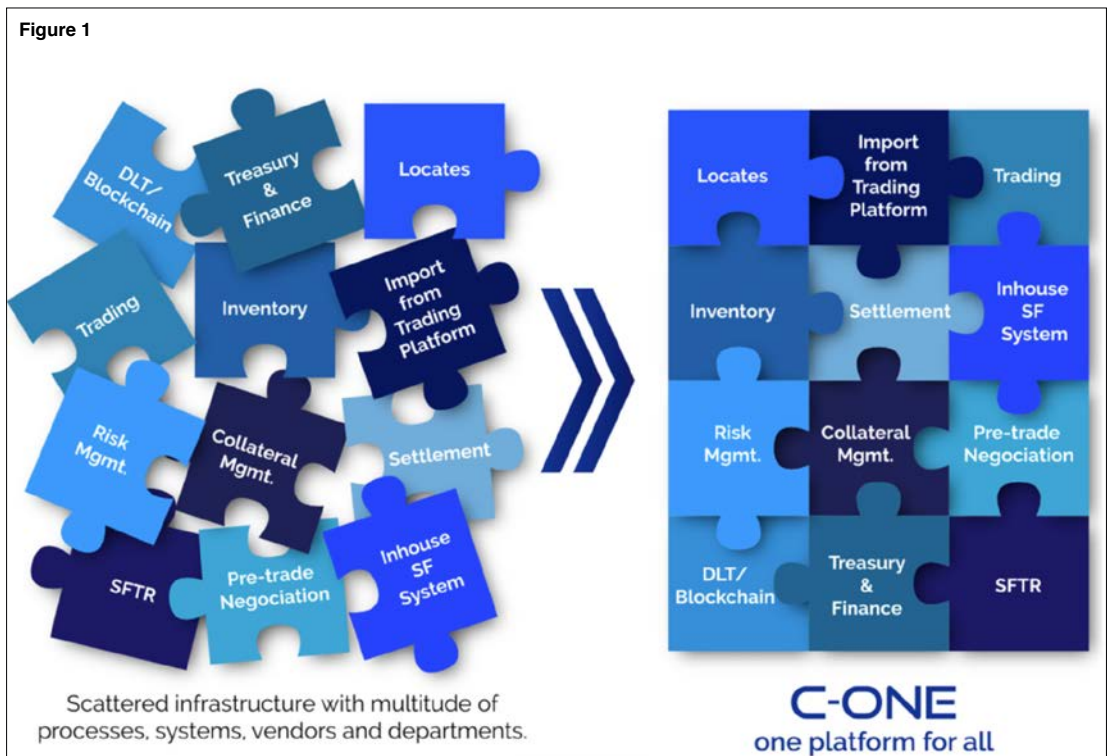 Figure 1
DLT/
Blockchain
Treasury
&
Finance
Locates
Trading
Inventory
Import
from
Trading
Platform
Risk
Mgmt.
Collateral
Mgmt.
Settlement
SFTR
Pre-trade
Negociation
Inhouse
SF
System
Scattered infrastructure with multitude of
processes, systems, vendors and departments.
Locates
Import
from
Trading
Platform
Trading
Inventory
Settlement
Inhouse
SF
System
Risk
Mgmt.
Collateral
Mgmt.
Pre-trade
Negociation
DLT/
Blockchain
Treasury
&
Finance
SFTR
C-ONE
one platform for all